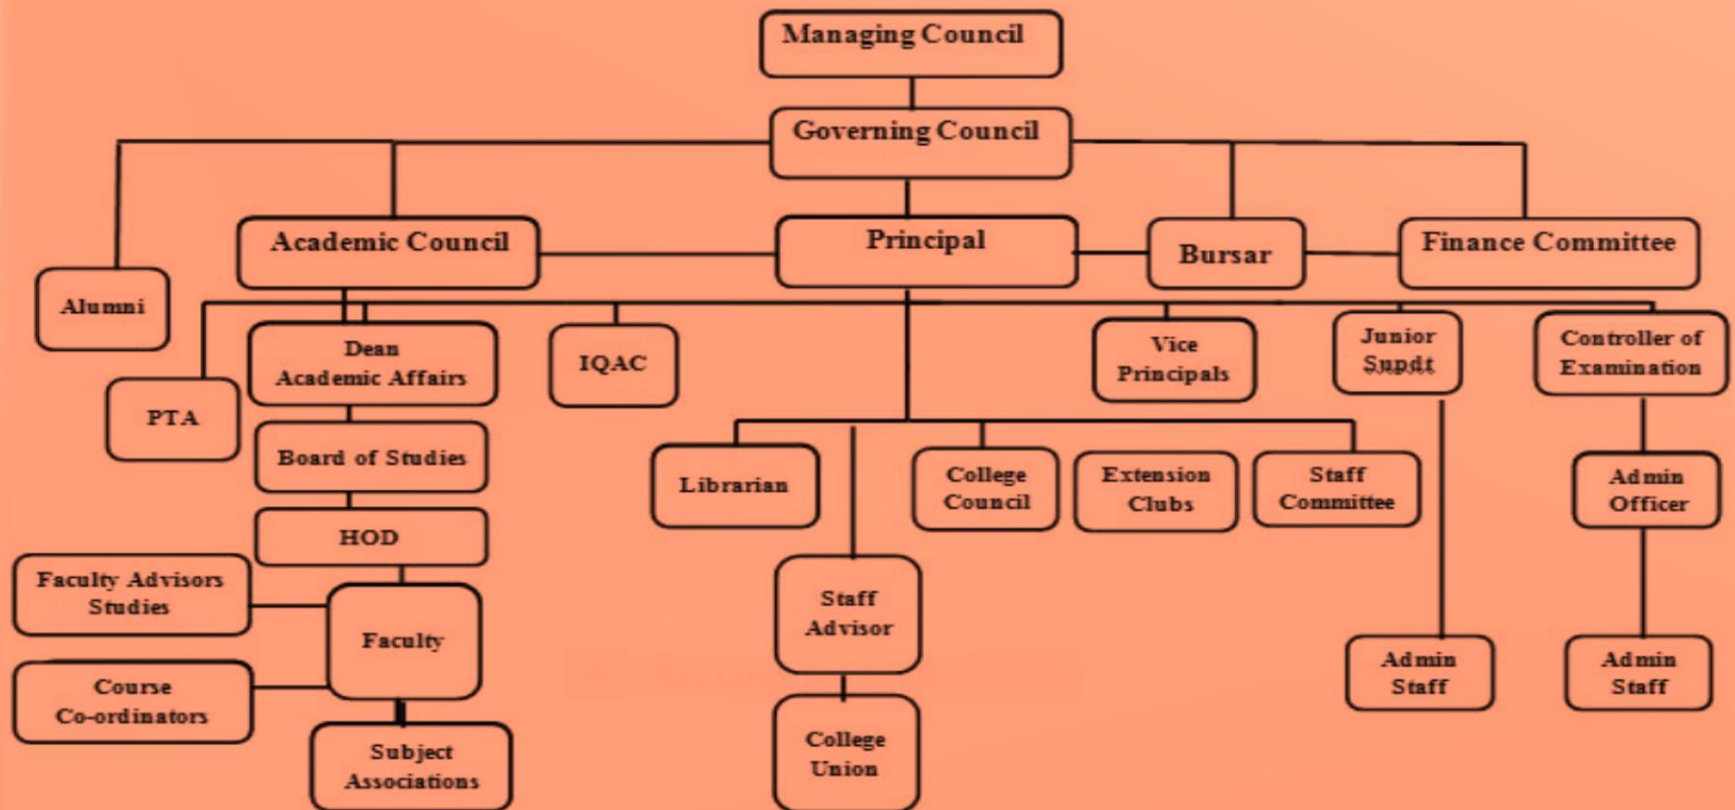 Managing Council
Governing Council
Academic Council
Principal
Bursar
Finance Committee
Alumni
PTA
Dean
Academic Affairs
IQAC
Vice
Principals
Junior
Supdt
Controller of
Examination
Board of Studies
Librarian
College
Council
Extension
Clubs
Staff
Committee
Admin
Officer
HOD
Faculty Advisors
Studies
Faculty
Staff
Advisor
Course
Co-ordinators
Admin
Staff
Admin
Staff
Subject
Associations
College
Union